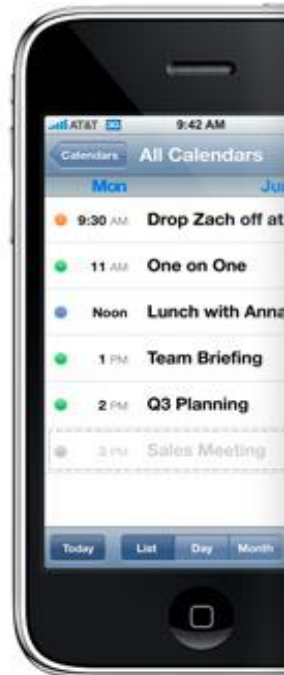 AT&T 3G 9:42 AM
Calendars All Calendars
Mon Jun
9:30 AM Drop Zach off at
11 AM One on One
Noon Lunch with Anna
1 PM Team Briefing
2 PM Q3 Planning
3 PM Sales Meeting
Today List Day Month